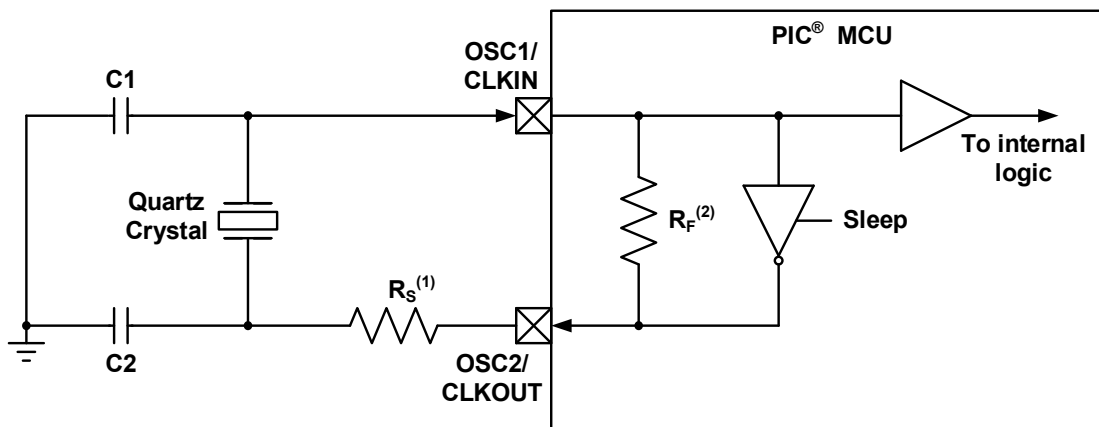 PIC® MCU
OSC1/
CLKIN
C1
To internal
logic
Quartz
Crystal
RF(2)
Sleep
RS(1)
C2
OSC2/
CLKOUT